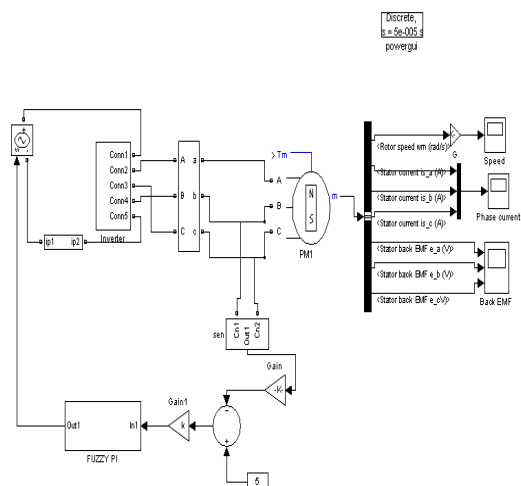 Discrete,
s = 5e-005 s
powergui
Conn1
Conn2
Conn3
Conn4
Conn5
Inverter
ip1
ip2
A
B
C
a
b
c
Tm
A
B
C
N
S
m
PM1
<Rotor speed wm (rad/s)>
G
Speed
<Stator current is_a (A)>
<Stator current is_b (A)>
<Stator current is_c (A)>
Phase current
<Stator back EMF e_a (V)>
<Stator back EMF e_b (V)>
<Stator back EMF e_cV)>
Back EMF
sen
Cn1
Out1
Cn2
Gain
-K-
Gain1
k
Out1
In1
FUZZY PI
5